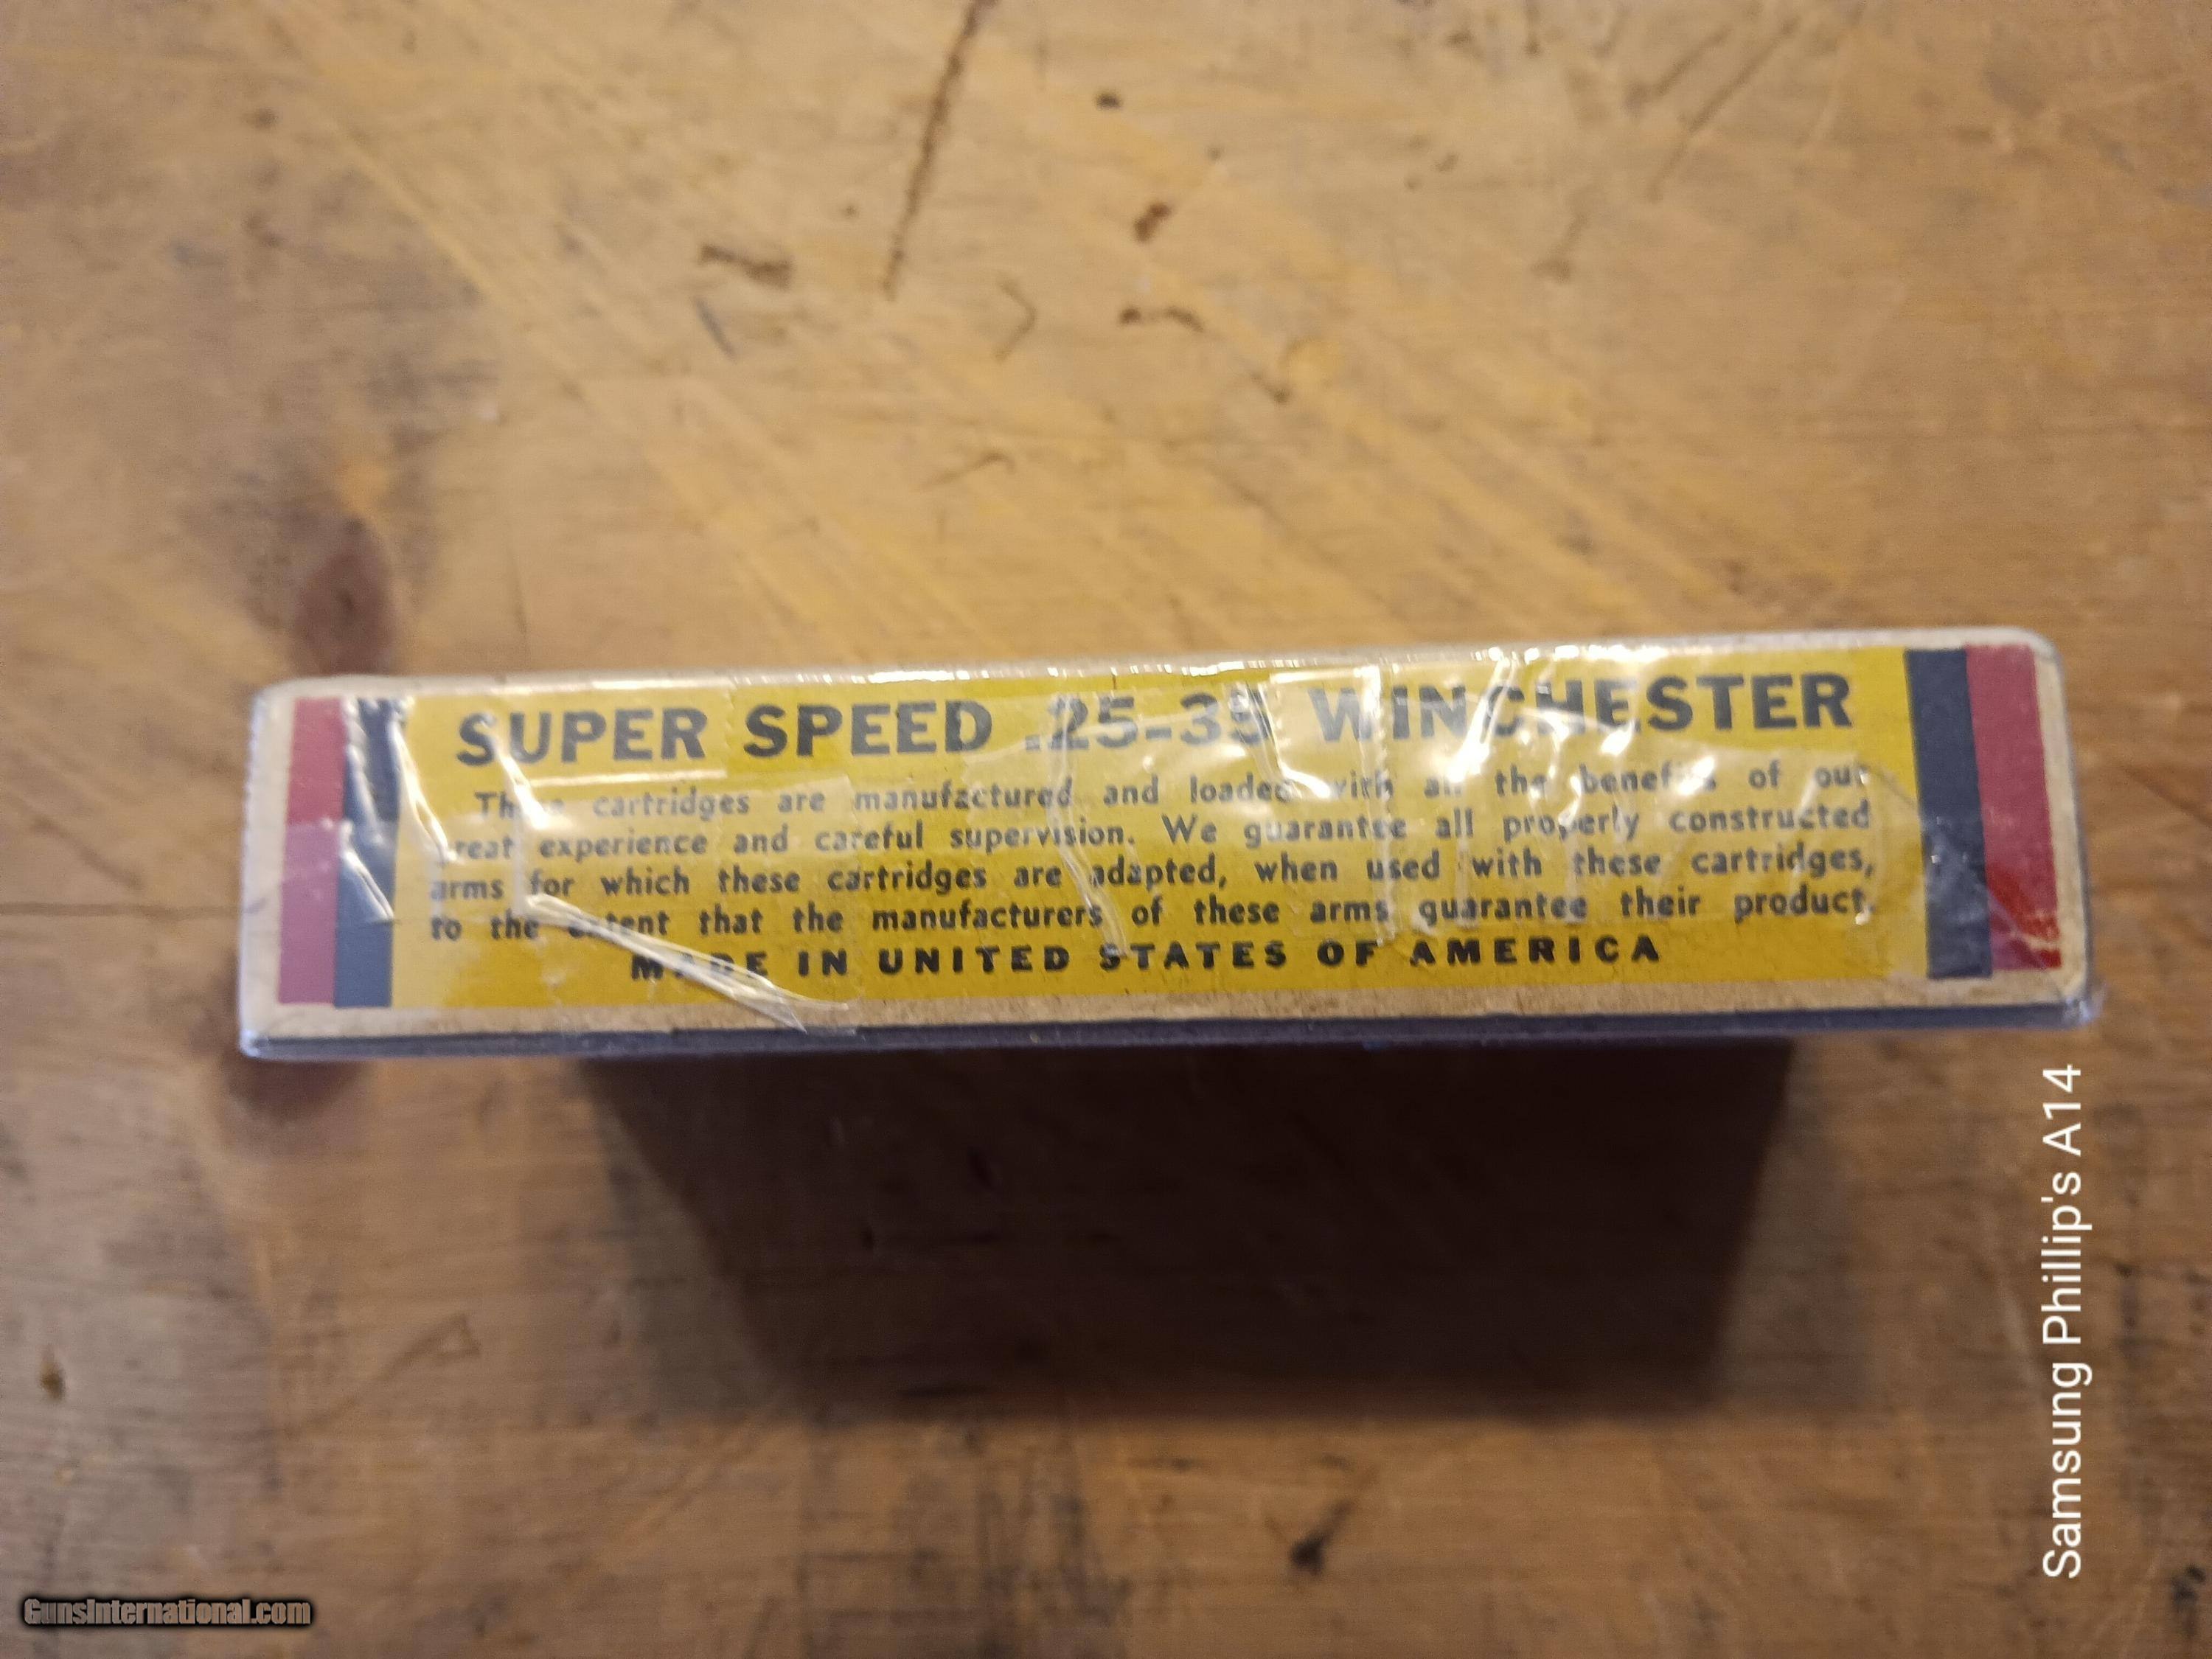 SUPER SPEED .25-35 WINCHESTER
These cartridges are manufactured and loaded with all the benefits of our
great experience and careful supervision. We guarantee all properly constructed
arms for which these cartridges are adapted, when used with these cartridges,
to the extent that the manufacturers of these arms guarantee their product.
MADE IN UNITED STATES OF AMERICA
Samsung Phillip's A14
GunsInternational.com